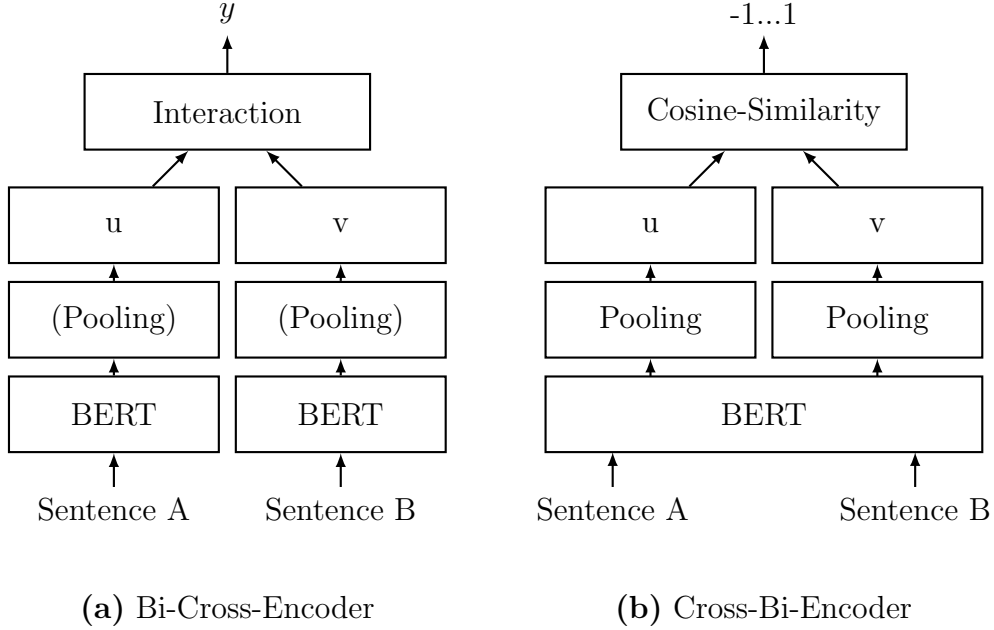 y
-1...1
Interaction
Cosine-Similarity
u
v
u
v
(Pooling)
(Pooling)
Pooling
Pooling
BERT
BERT
BERT
Sentence A
Sentence B
Sentence A
Sentence B
(a) Bi-Cross-Encoder
(b) Cross-Bi-Encoder